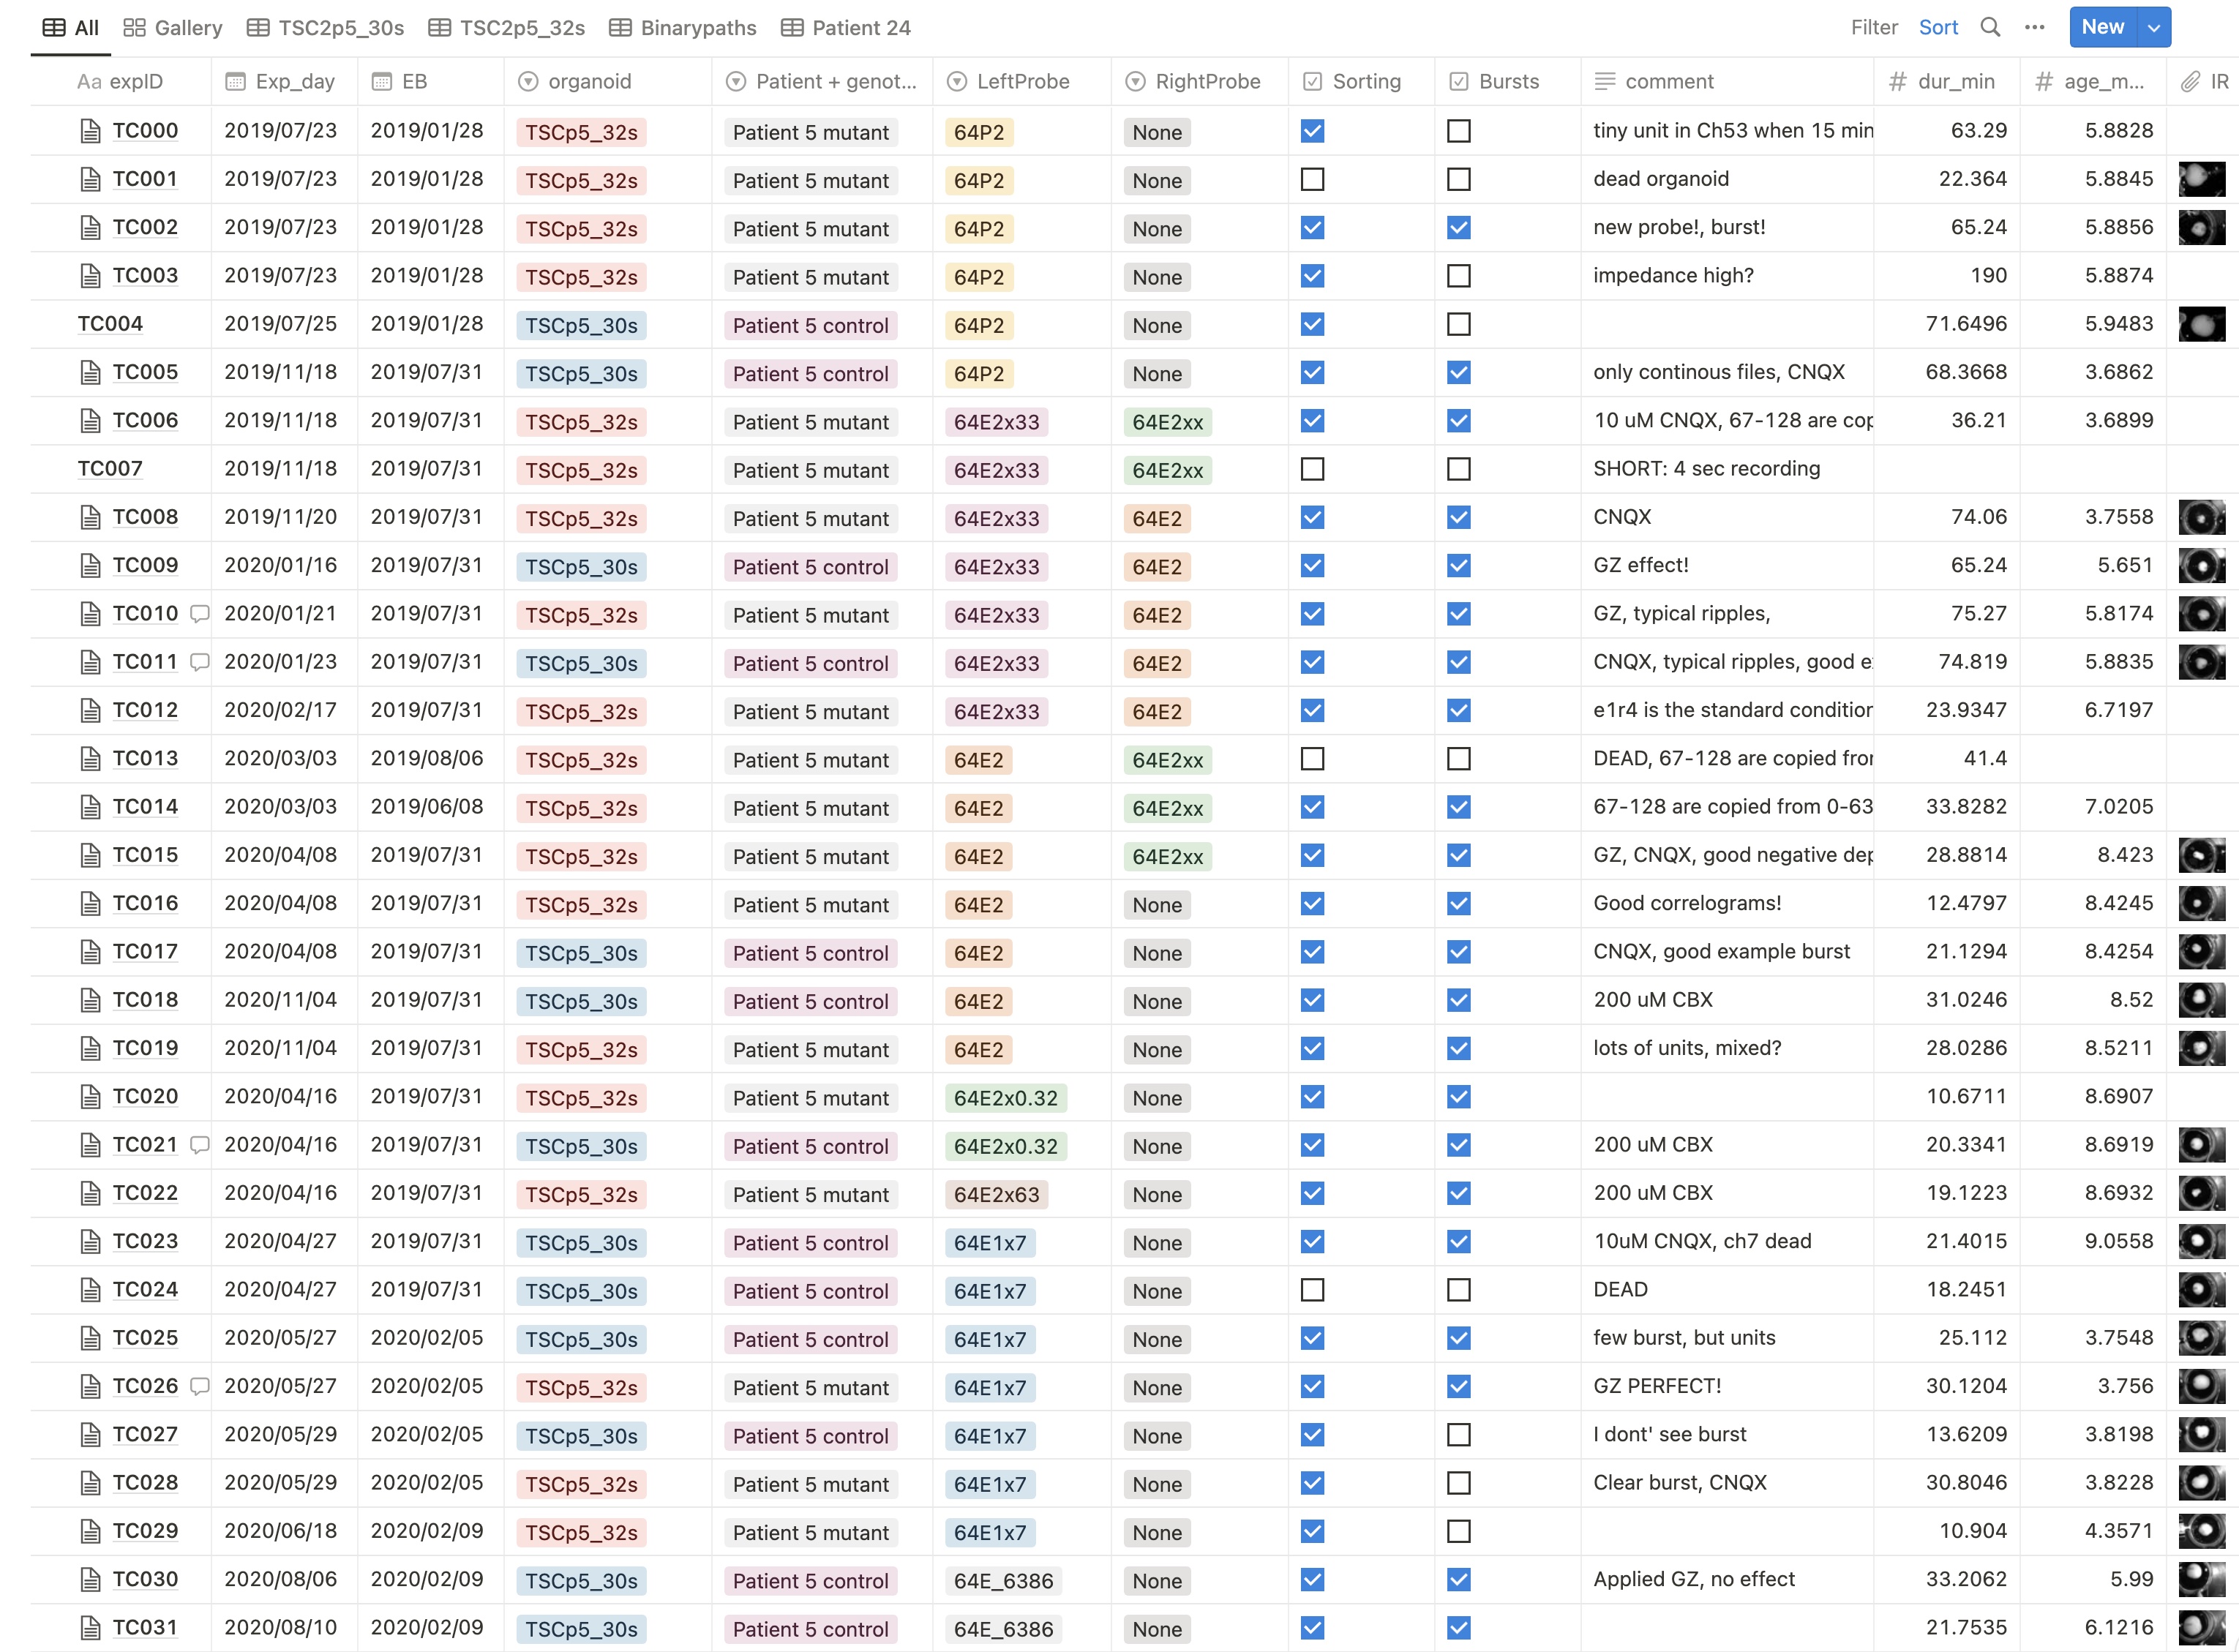 All Gallery TSC2p5_30s TSC2p5_32s Binarypaths Patient 24 Filter Sort New
Aa expID Exp_day EB organoid Patient + genot... LeftProbe RightProbe Sorting Bursts comment # dur_min # age_m... IR
TC000 2019/07/23 2019/01/28 TSCp5_32s Patient 5 mutant 64P2 None tiny unit in Ch53 when 15 min 63.29 5.8828
TC001 2019/07/23 2019/01/28 TSCp5_32s Patient 5 mutant 64P2 None dead organoid 22.364 5.8845
TC002 2019/07/23 2019/01/28 TSCp5_32s Patient 5 mutant 64P2 None new probe!, burst! 65.24 5.8856
TC003 2019/07/23 2019/01/28 TSCp5_32s Patient 5 mutant 64P2 None impedance high? 190 5.8874
TC004 2019/07/25 2019/01/28 TSCp5_30s Patient 5 control 64P2 None 71.6496 5.9483
TC005 2019/11/18 2019/07/31 TSCp5_30s Patient 5 control 64P2 None only continous files, CNQX 68.3668 3.6862
TC006 2019/11/18 2019/07/31 TSCp5_32s Patient 5 mutant 64E2x33 64E2xx 10 uM CNQX, 67-128 are cop 36.21 3.6899
TC007 2019/11/18 2019/07/31 TSCp5_32s Patient 5 mutant 64E2x33 64E2xx SHORT: 4 sec recording
TC008 2019/11/20 2019/07/31 TSCp5_32s Patient 5 mutant 64E2x33 64E2 CNQX 74.06 3.7558
TC009 2020/01/16 2019/07/31 TSCp5_30s Patient 5 control 64E2x33 64E2 GZ effect! 65.24 5.651
TC010 2020/01/21 2019/07/31 TSCp5_32s Patient 5 mutant 64E2x33 64E2 GZ, typical ripples, 75.27 5.8174
TC011 2020/01/23 2019/07/31 TSCp5_30s Patient 5 control 64E2x33 64E2 CNQX, typical ripples, good e 74.819 5.8835
TC012 2020/02/17 2019/07/31 TSCp5_32s Patient 5 mutant 64E2x33 64E2 e1r4 is the standard condition 23.9347 6.7197
TC013 2020/03/03 2019/08/06 TSCp5_32s Patient 5 mutant 64E2 64E2xx DEAD, 67-128 are copied from 41.4
TC014 2020/03/03 2019/06/08 TSCp5_32s Patient 5 mutant 64E2 64E2xx 67-128 are copied from 0-63 33.8282 7.0205
TC015 2020/04/08 2019/07/31 TSCp5_32s Patient 5 mutant 64E2 64E2xx GZ, CNQX, good negative dep 28.8814 8.423
TC016 2020/04/08 2019/07/31 TSCp5_32s Patient 5 mutant 64E2 None Good correlograms! 12.4797 8.4245
TC017 2020/04/08 2019/07/31 TSCp5_30s Patient 5 control 64E2 None CNQX, good example burst 21.1294 8.4254
TC018 2020/11/04 2019/07/31 TSCp5_30s Patient 5 control 64E2 None 200 uM CBX 31.0246 8.52
TC019 2020/11/04 2019/07/31 TSCp5_32s Patient 5 mutant 64E2 None lots of units, mixed? 28.0286 8.5211
TC020 2020/04/16 2019/07/31 TSCp5_32s Patient 5 mutant 64E2x0.32 None 10.6711 8.6907
TC021 2020/04/16 2019/07/31 TSCp5_30s Patient 5 control 64E2x0.32 None 200 uM CBX 20.3341 8.6919
TC022 2020/04/16 2019/07/31 TSCp5_32s Patient 5 mutant 64E2x63 None 200 uM CBX 19.1223 8.6932
TC023 2020/04/27 2019/07/31 TSCp5_30s Patient 5 control 64E1x7 None 10uM CNQX, ch7 dead 21.4015 9.0558
TC024 2020/04/27 2019/07/31 TSCp5_30s Patient 5 control 64E1x7 None DEAD 18.2451
TC025 2020/05/27 2020/02/05 TSCp5_30s Patient 5 control 64E1x7 None few burst, but units 25.112 3.7548
TC026 2020/05/27 2020/02/05 TSCp5_32s Patient 5 mutant 64E1x7 None GZ PERFECT! 30.1204 3.756
TC027 2020/05/29 2020/02/05 TSCp5_30s Patient 5 control 64E1x7 None I dont' see burst 13.6209 3.8198
TC028 2020/05/29 2020/02/05 TSCp5_32s Patient 5 mutant 64E1x7 None Clear burst, CNQX 30.8046 3.8228
TC029 2020/06/18 2020/02/09 TSCp5_32s Patient 5 mutant 64E1x7 None 10.904 4.3571
TC030 2020/08/06 2020/02/09 TSCp5_30s Patient 5 control 64E_6386 None Applied GZ, no effect 33.2062 5.99
TC031 2020/08/10 2020/02/09 TSCp5_30s Patient 5 control 64E_6386 None 21.7535 6.1216